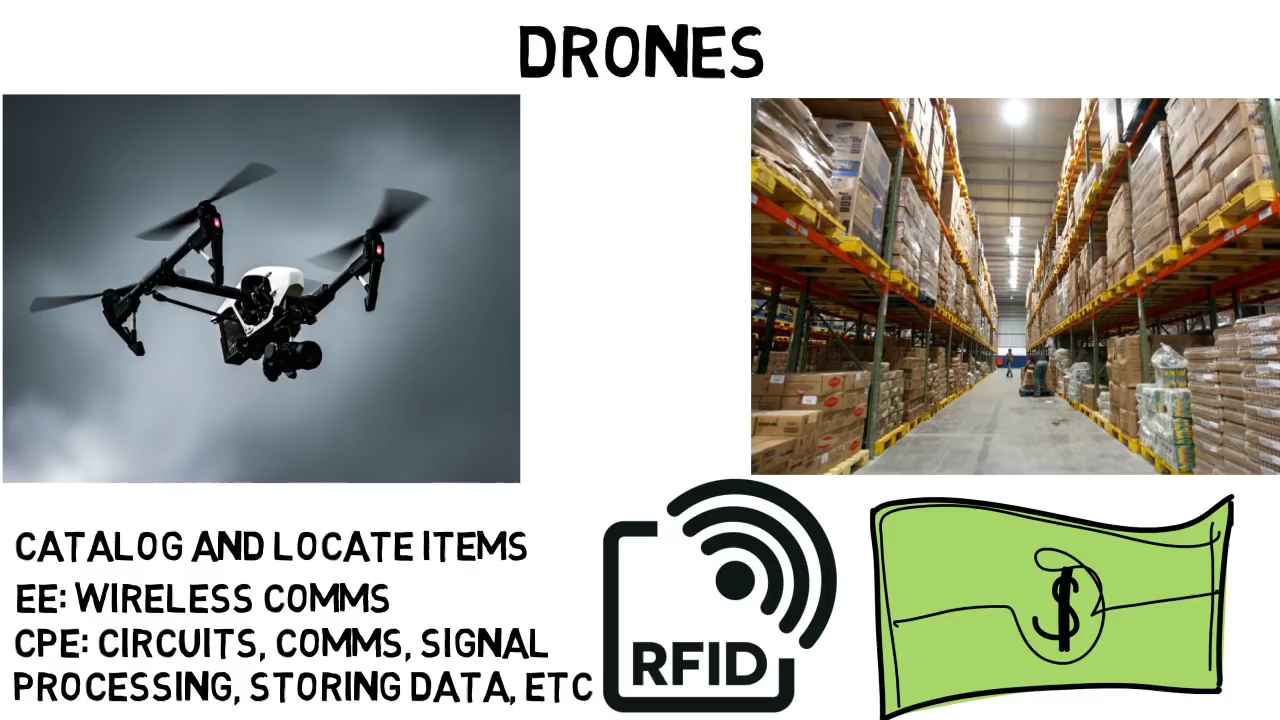 DRONES
CATALOG AND LOCATE ITEMS
EE: WIRELESS COMMS
CPE: CIRCUITS, COMMS, SIGNAL
PROCESSING, STORING DATA, ETC
RFID
$